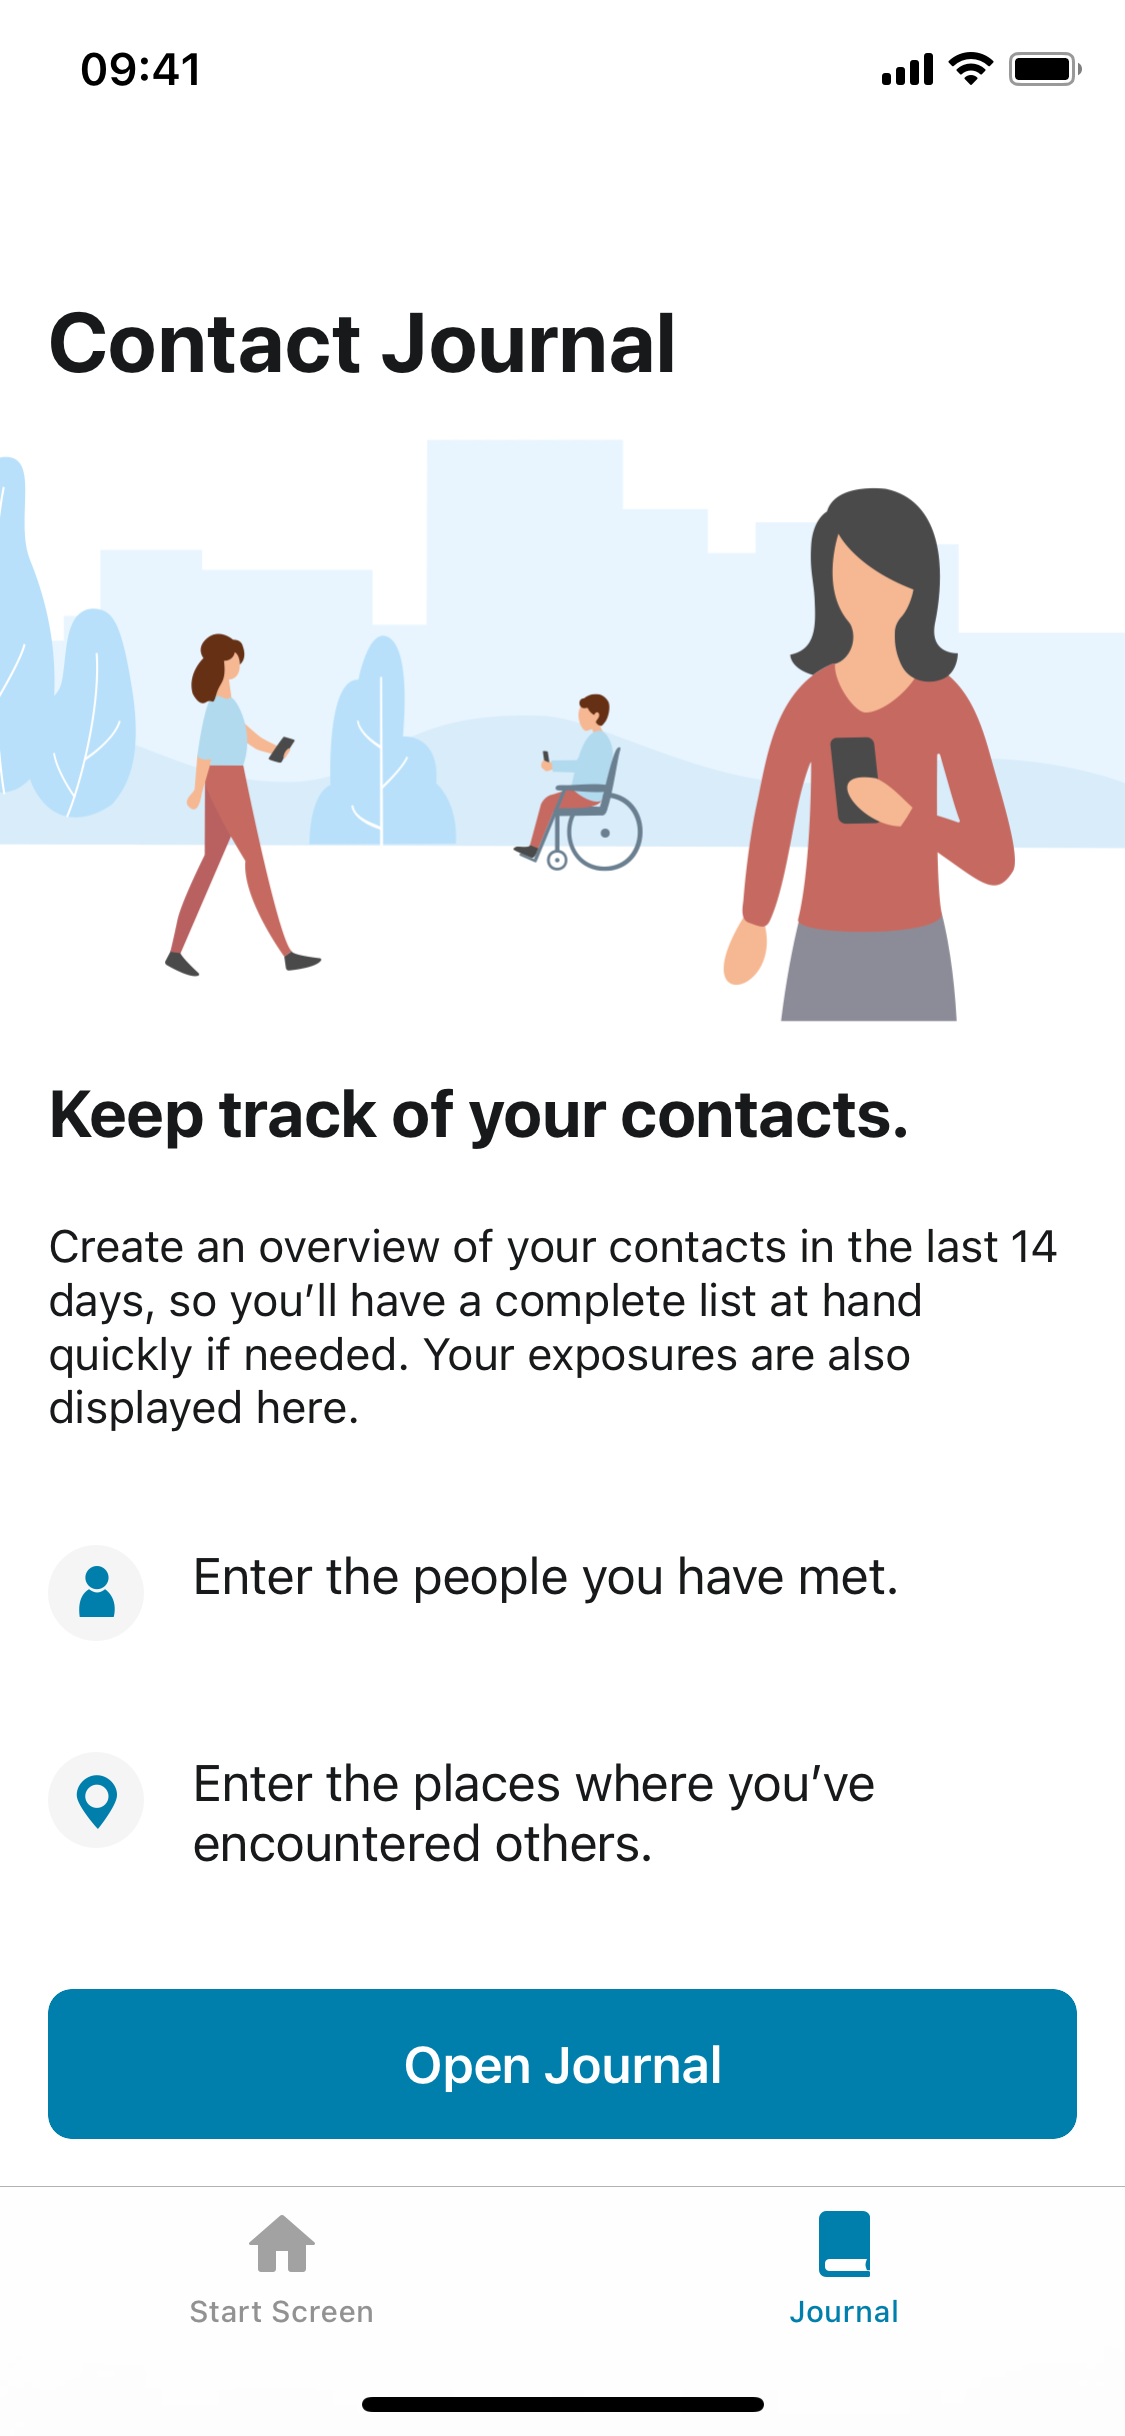 09:41
Contact Journal
Keep track of your contacts.
Create an overview of your contacts in the last 14
days, so you’ll have a complete list at hand
quickly if needed. Your exposures are also
displayed here.
Enter the people you have met.
Enter the places where you’ve
encountered others.
Open Journal
Start Screen
Journal